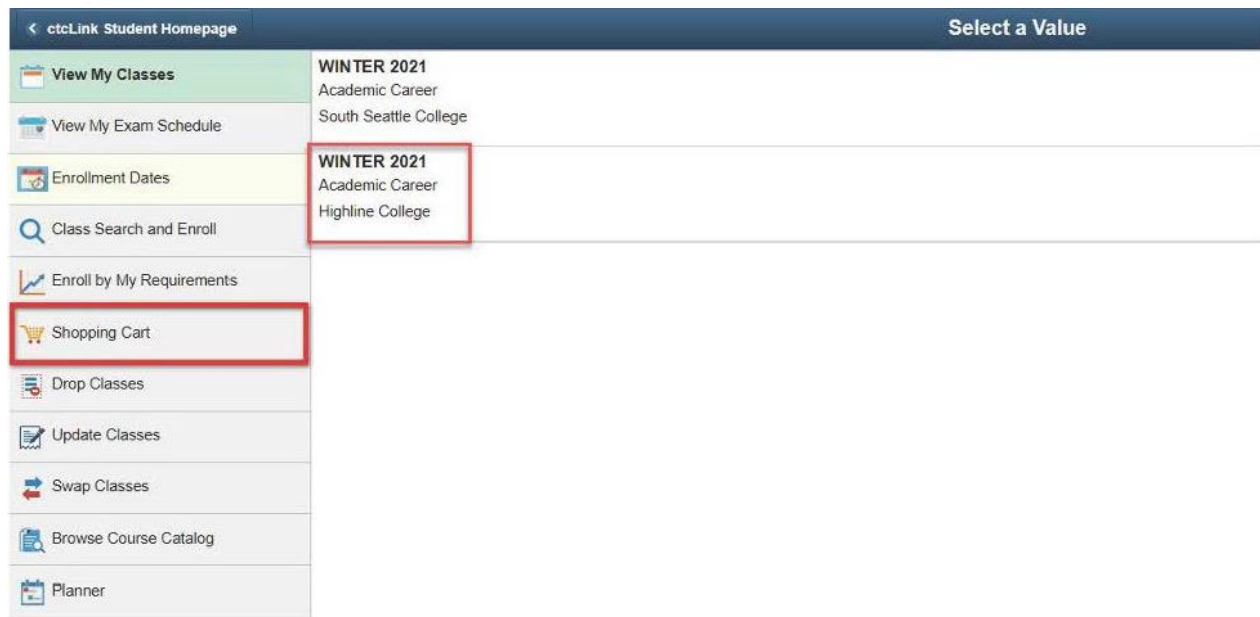 ctcLink Student Homepage
Select a Value
View My Classes
View My Exam Schedule
Enrollment Dates
Class Search and Enroll
Enroll by My Requirements
Shopping Cart
Drop Classes
Update Classes
Swap Classes
Browse Course Catalog
Planner
WINTER 2021
Academic Career
South Seattle College
WINTER 2021
Academic Career
Highline College